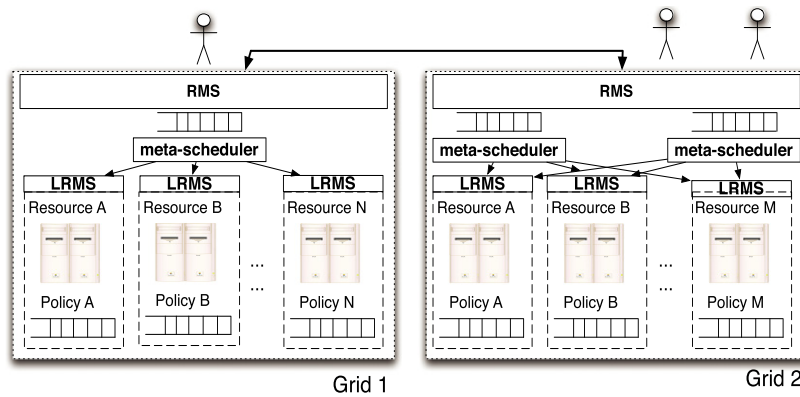 RMS
meta-scheduler
LRMS
LRMS
LRMS
Resource A
Resource B
Resource N
...
...
Policy A
Policy B
Policy N
Grid 1
RMS
meta-scheduler
meta-scheduler
LRMS
LRMS
LRMS
Resource A
Resource B
Resource M
...
...
Policy A
Policy B
Policy M
Grid 2